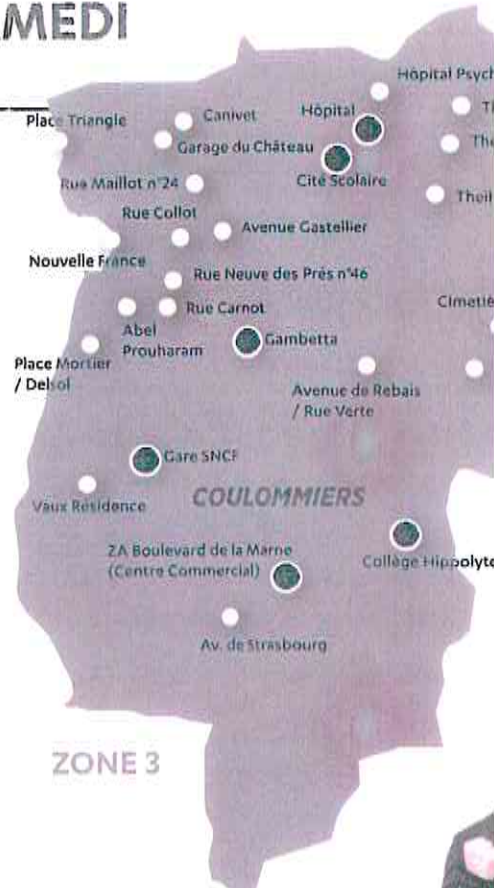 MEDI
Hôpital Psych
Place Triangle
Canivet
Hôpital
Garage du Château
Cité Scolaire
Rue Maillot n°24
Theil
Rue Collot
Avenue Gastellier
Nouvelle France
Rue Neuve des Prés n°46
Rue Carnot
Cimetiè
Abel
Prouharam
Gambetta
Place Mortier
/ Delsol
Avenue de Rebais
/ Rue Verte
Gare SNCF
COULOMMIERS
Vaux Résidence
ZA Boulevard de la Marne
(Centre Commercial)
Collège Hippolyte
Av. de Strasbourg
ZONE 3